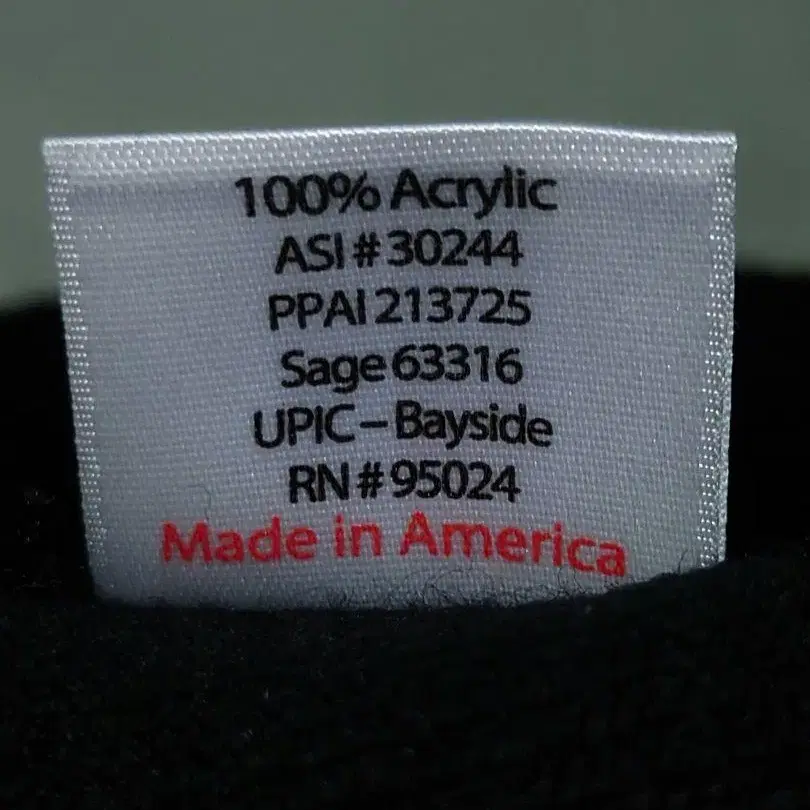 100% Acrylic
ASI # 30244
PPAI 213725
Sage 63316
UPIC – Bayside
RN # 95024
Made in America